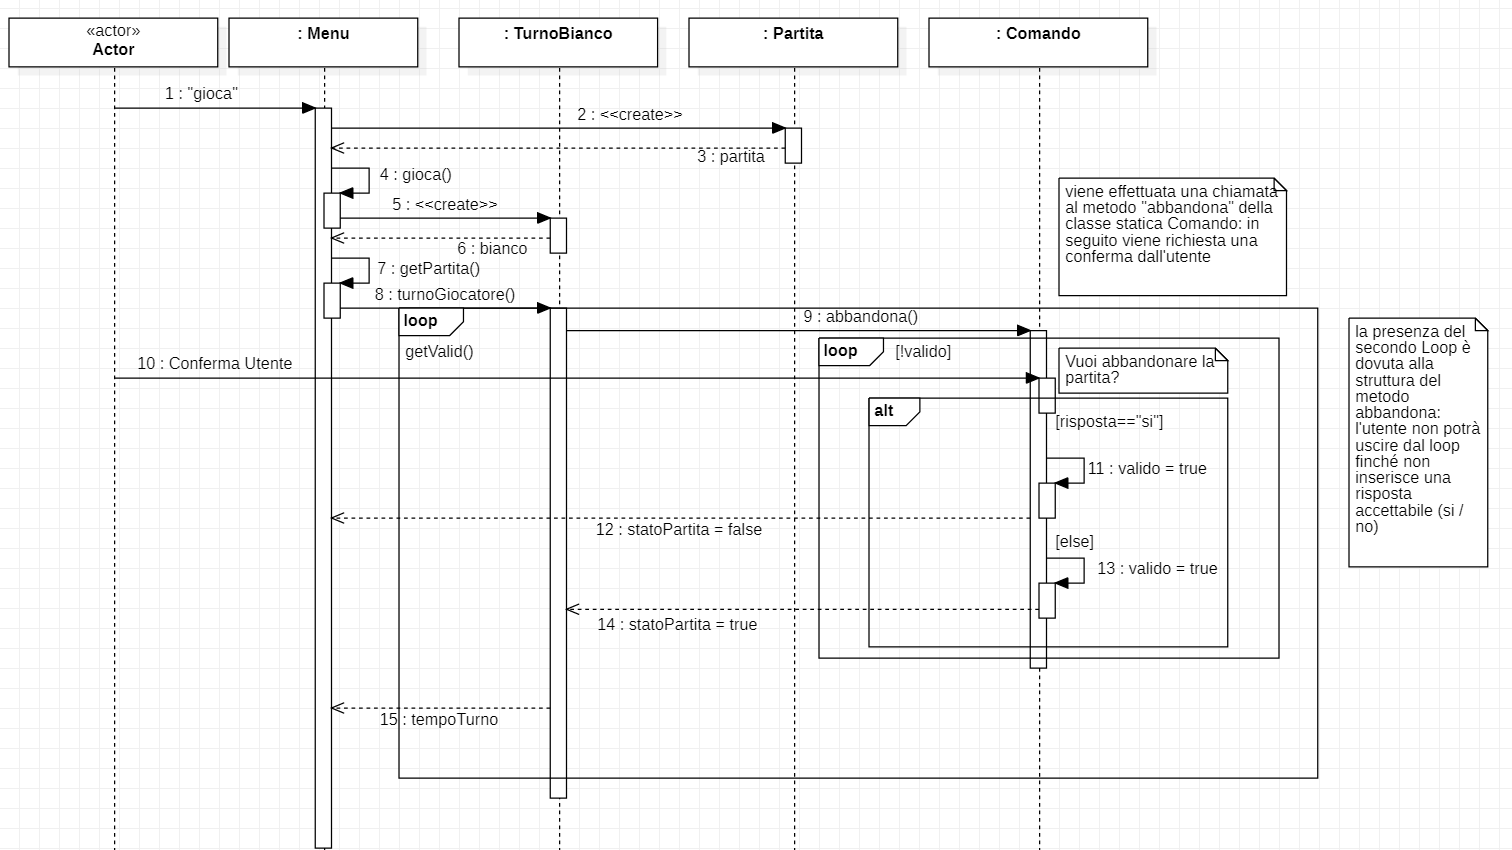 «actor»
Actor
: Menu
: TurnoBianco
: Partita
: Comando
1 : "gioca"
2 : <<create>>
3 : partita
4 : gioca()
5 : <<create>>
6 : bianco
7 : getPartita()
8 : turnoGiocatore()
viene effettuata una chiamata
al metodo "abbandona" della
classe statica Comando: in
seguito viene richiesta una
conferma dall'utente
loop
getValid()
9 : abbandona()
loop
[!valido]
10 : Conferma Utente
Vuoi abbandonare la
partita?
alt
[risposta=="si"]
11 : valido = true
12 : statoPartita = false
[else]
13 : valido = true
14 : statoPartita = true
15 : tempoTurno
la presenza del
secondo Loop è
dovuta alla
struttura del
metodo
abbandona:
l'utente non potrà
uscire dal loop
finché non
inserisce una
risposta
accettabile (si /
no)